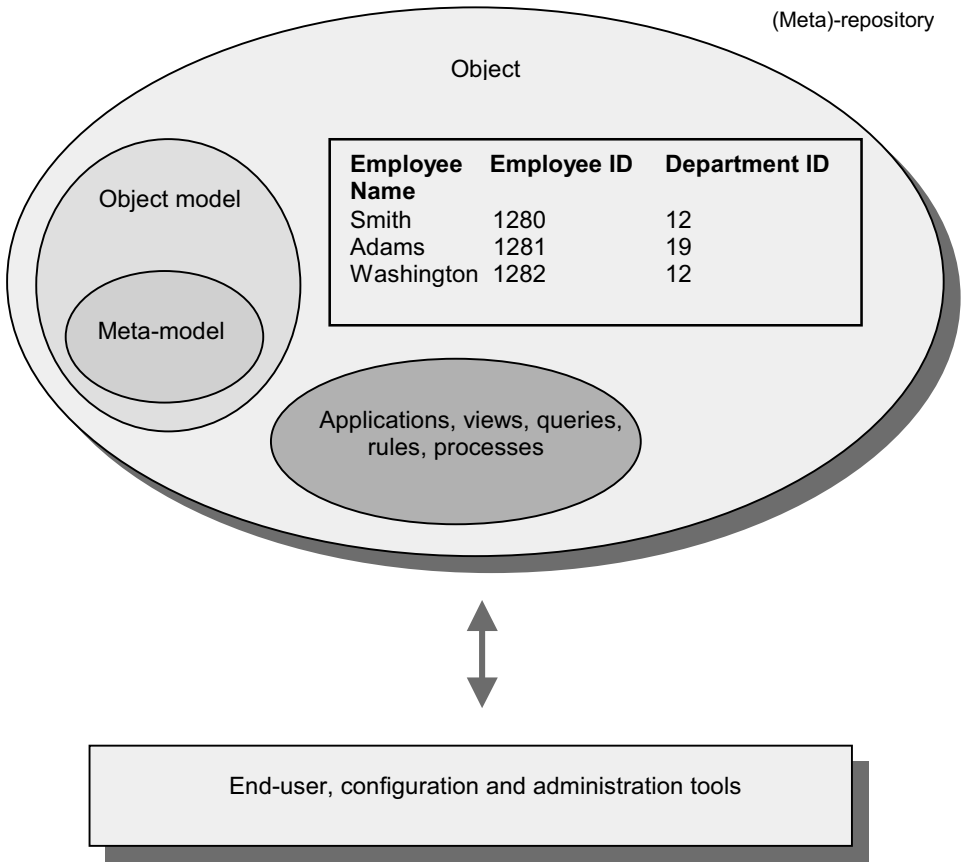 (Meta)-repository
Object
Object model
Meta-model
Employee Name Employee ID Department ID
Smith 1280 12
Adams 1281 19
Washington 1282 12
Applications, views, queries,
rules, processes
End-user, configuration and administration tools